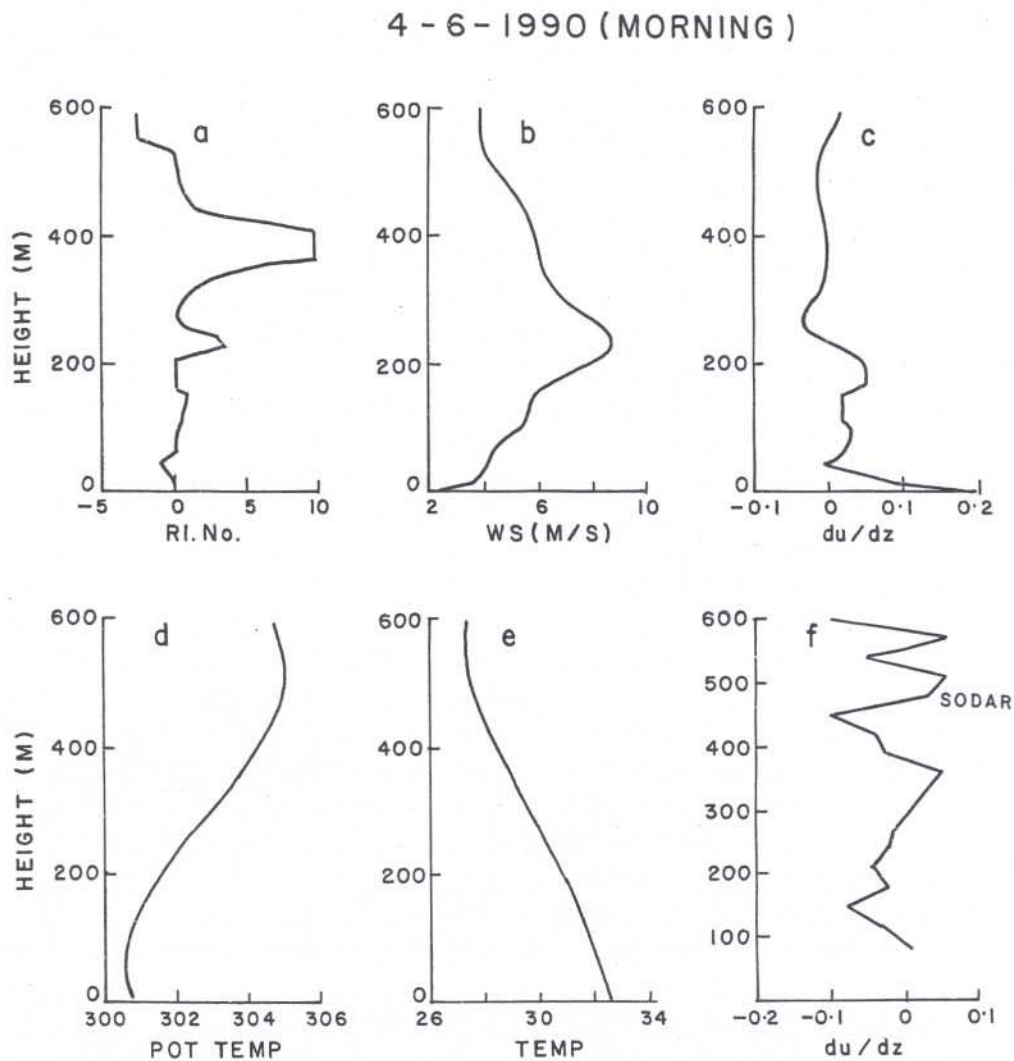 4-6-1990 (MORNING)
a
600
400
200
0
HEIGHT (M)
-5 0 5 10
RI. No.
b
600
400
200
0
2 4 6 10
WS (M/S)
c
600
400
200
0
-0.1 0 0.1 0.2
du/dz
d
600
400
200
0
HEIGHT (M)
300 302 304 306
POT TEMP
e
600
400
200
0
26 30 34
TEMP
f
600
500
400
300
200
100
SODAR
-0.2 -0.1 0 0.1
du/dz